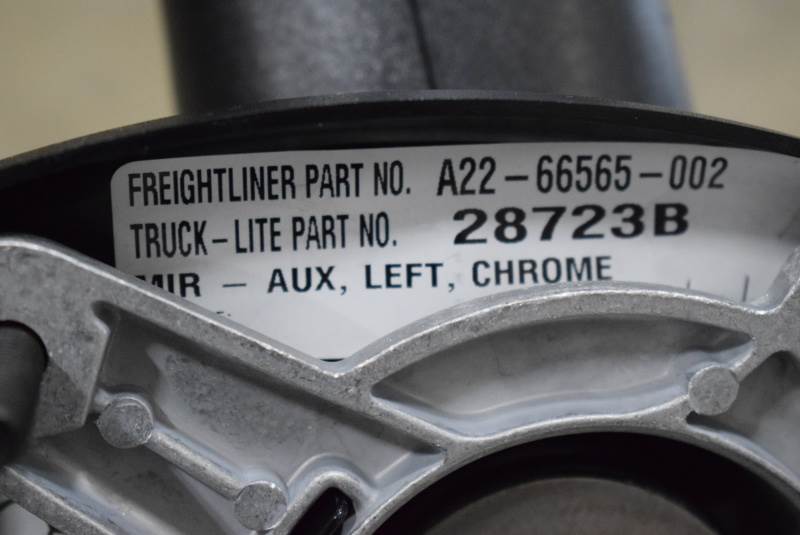 FREIGHTLINER PART NO. A22-66565-002
TRUCK-LITE PART NO. 28723B
MIR - AUX, LEFT, CHROME